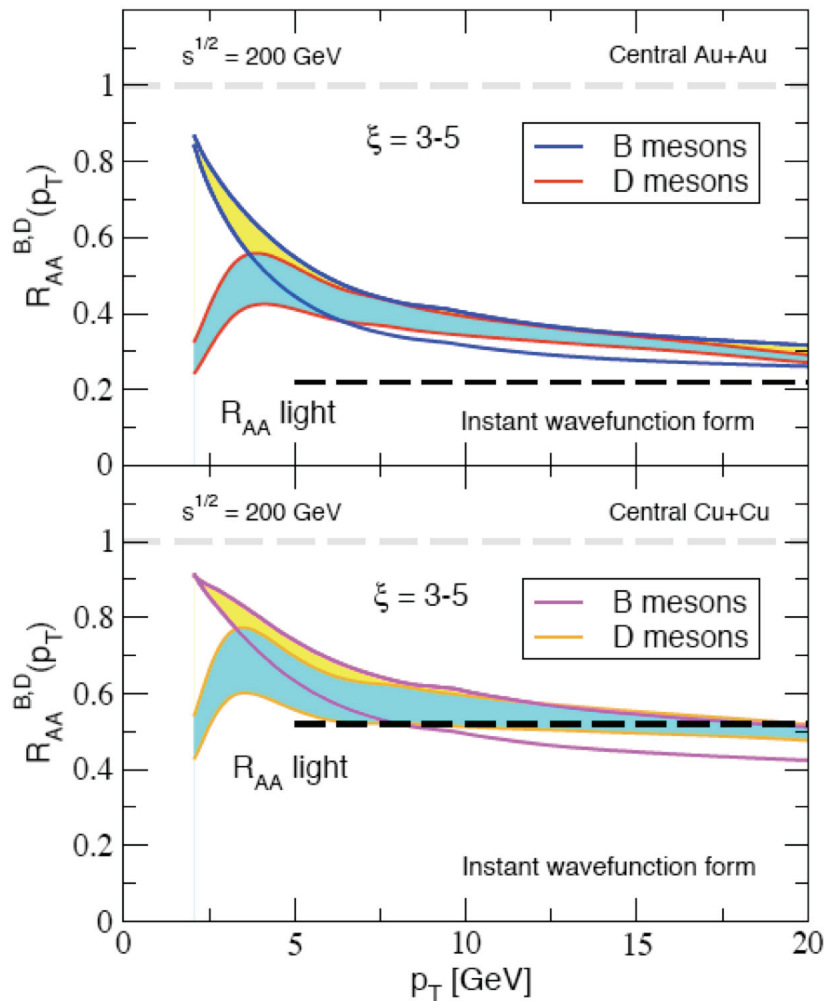 s^{1/2} = 200 GeV
Central Au+Au
1
ξ = 3-5
B mesons
D mesons
0.8
0.6
0.4
0.2
0
R_{AA}^{B,D}(p_T)
R_{AA} light
Instant wavefunction form
s^{1/2} = 200 GeV
Central Cu+Cu
1
ξ = 3-5
B mesons
D mesons
0.8
0.6
0.4
0.2
0
R_{AA}^{B,D}(p_T)
R_{AA} light
Instant wavefunction form
0 5 10 15 20
p_T [GeV]